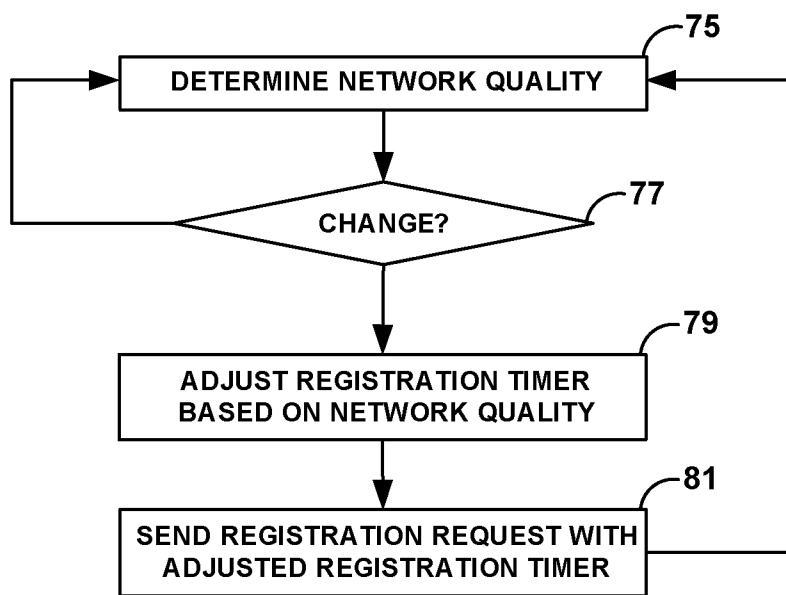 75
DETERMINE NETWORK QUALITY
77
CHANGE?
79
ADJUST REGISTRATION TIMER
BASED ON NETWORK QUALITY
81
SEND REGISTRATION REQUEST WITH
ADJUSTED REGISTRATION TIMER